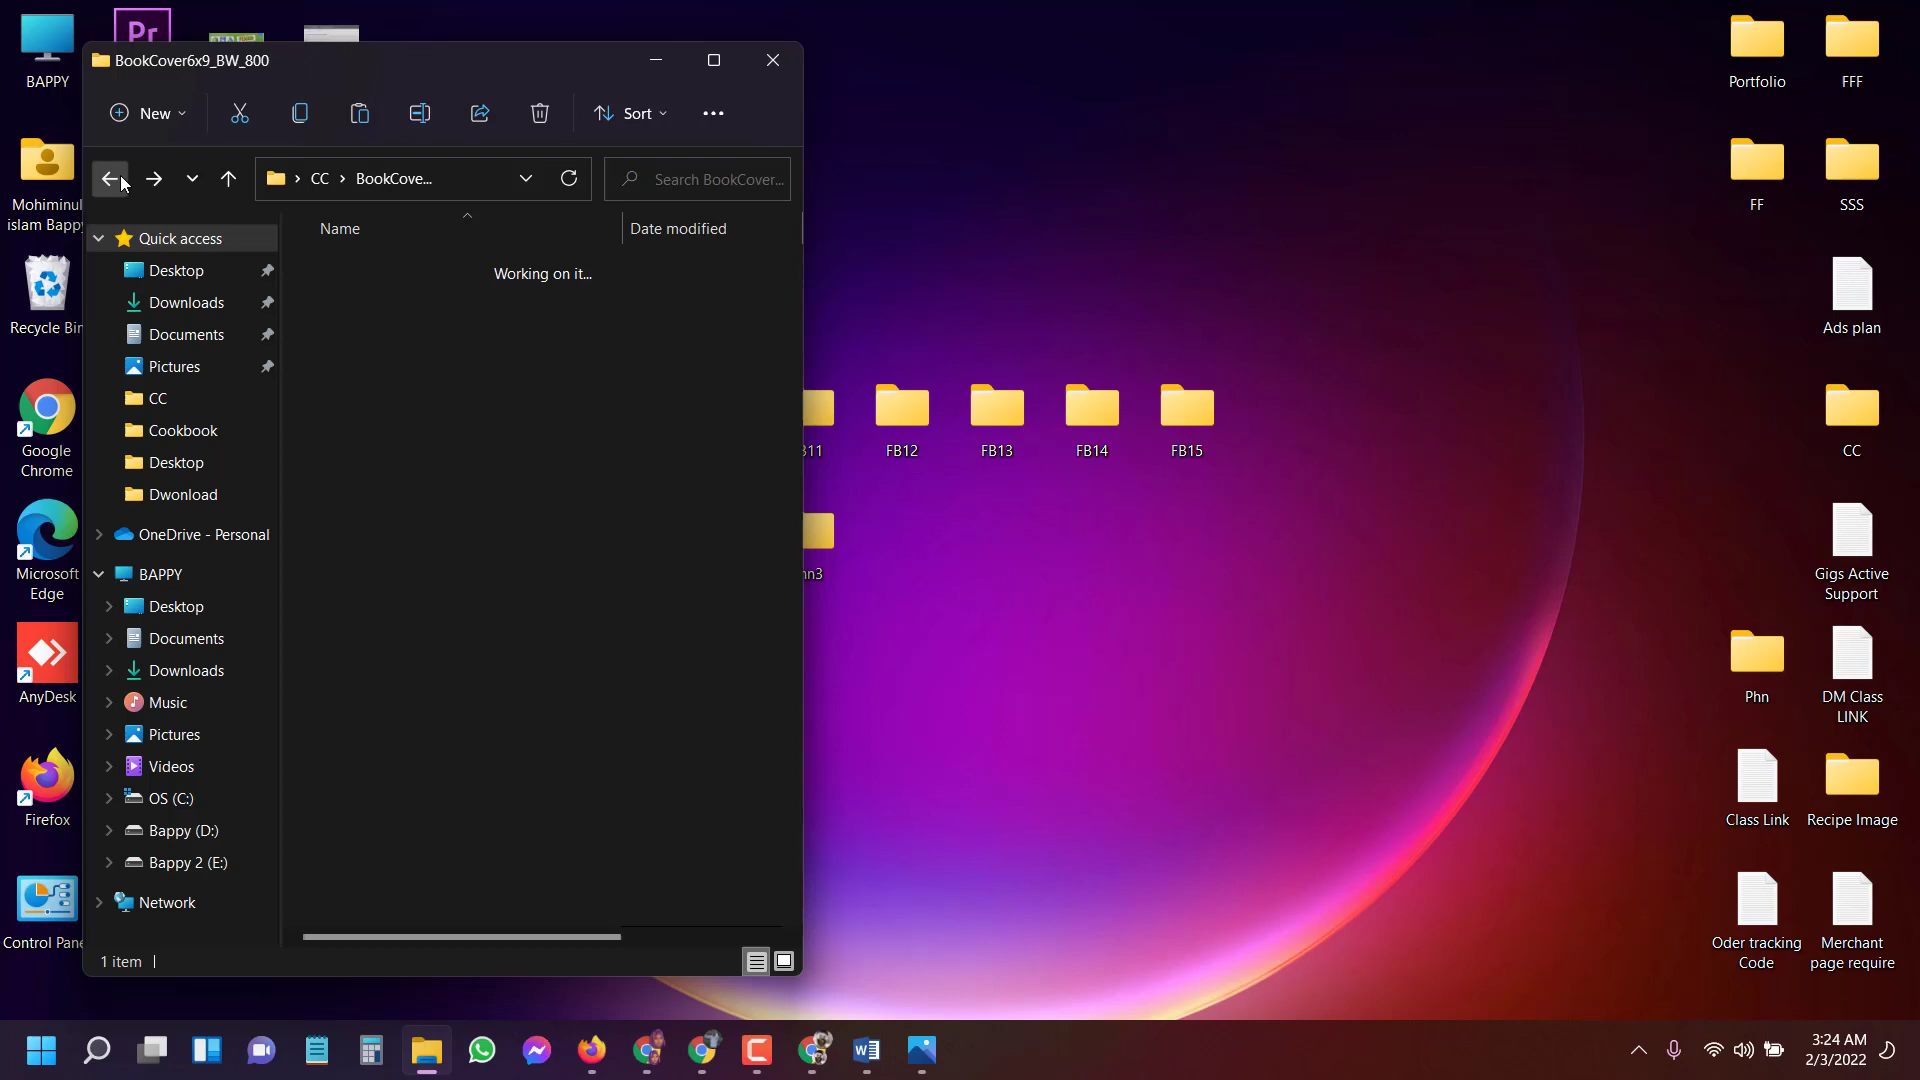 BAPPY
Mohiminul
islam Bappy
Recycle Bin
Google
Chrome
Microsoft
Edge
AnyDesk
Firefox
Control Pane
Pr
BookCover6x9_BW_800
New
Sort
CC
BookCove...
Search BookCover...
Name
Date modified
Working on it...
Quick access
Desktop
Downloads
Documents
Pictures
CC
Cookbook
Desktop
Dwonload
OneDrive - Personal
BAPPY
Desktop
Documents
Downloads
Music
Pictures
Videos
OS (C:)
Bappy (D:)
Bappy 2 (E:)
Network
1 item
FB12
FB13
FB14
FB15
Portfolio
FFF
FF
SSS
Ads plan
CC
Gigs Active
Support
Phn
DM Class
LINK
Class Link
Recipe Image
Oder tracking
Code
Merchant
page require
3:24 AM
2/3/2022